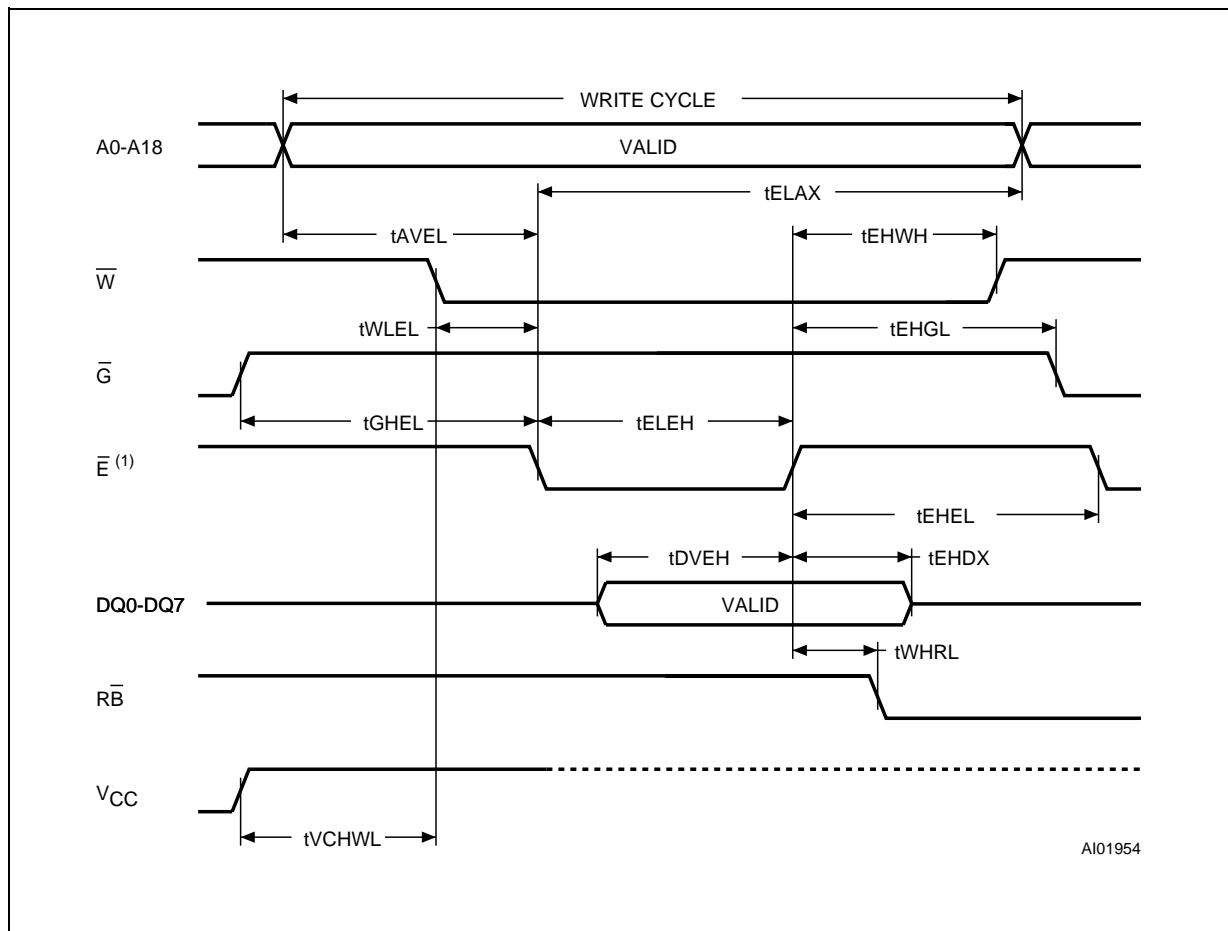 WRITE CYCLE
A0-A18 VALID
tELAX
tAVEL tEHWH
W̅
tWLEL tEHGL
G̅
tGHEL tELEH
E̅ (1)
tEHEL
tDVEH tEHDX
DQ0-DQ7 VALID
tWHRL
RB̅
VCC
tVCHWL
AI01954